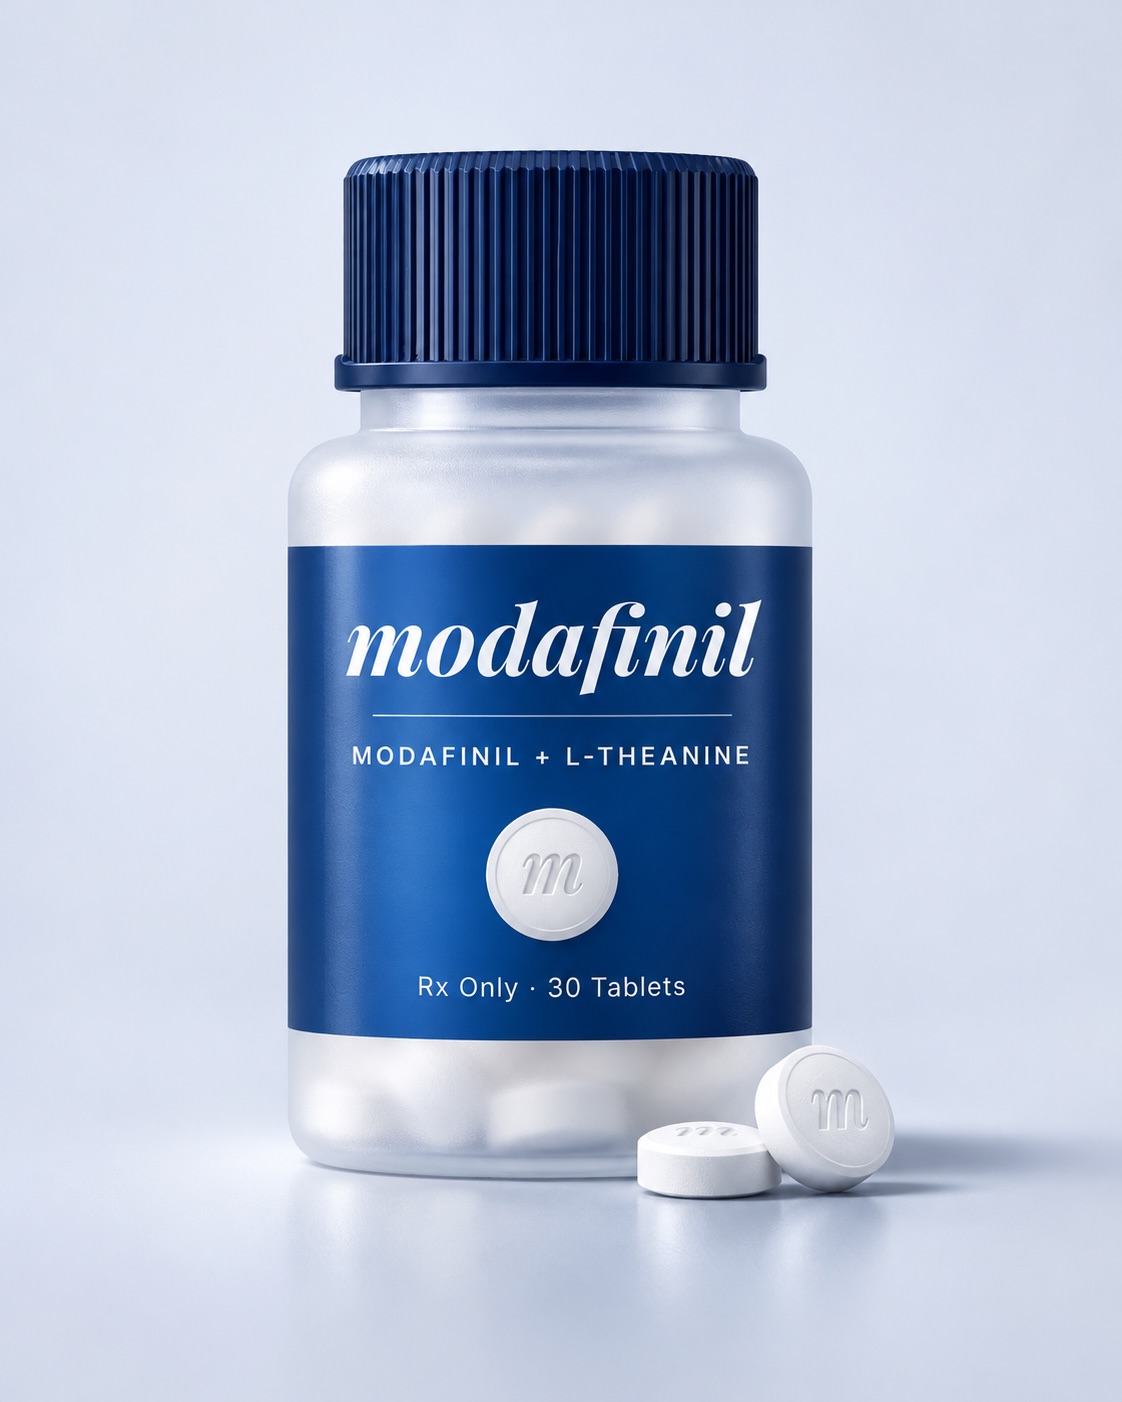 modafinil
MODAFINIL + L-THEANINE
m
Rx Only · 30 Tablets
m
m